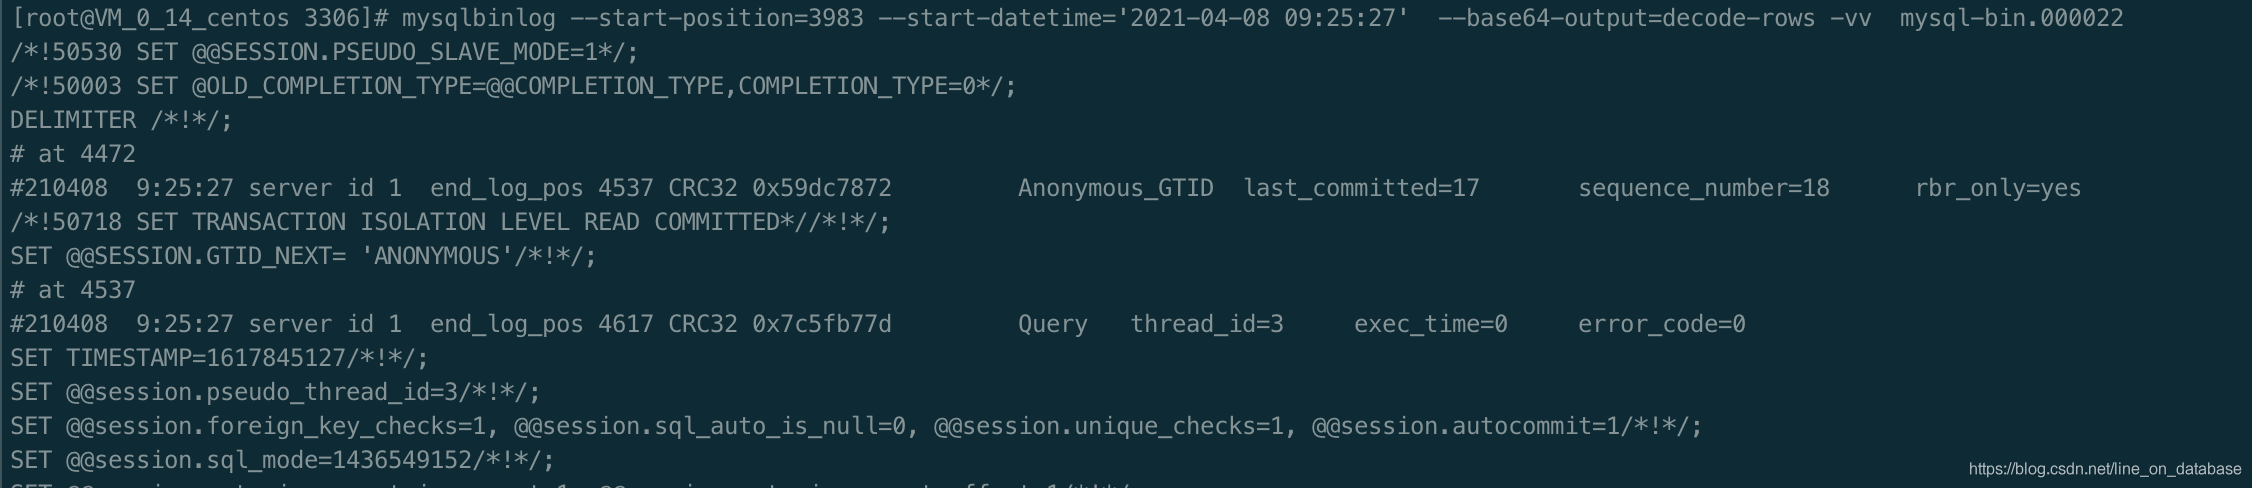 [root@VM_0_14_centos 3306]# mysqlbinlog --start-position=3983 --start-datetime='2021-04-08 09:25:27'  --base64-output=decode-rows -vv  mysql-bin.000022
/*!50530 SET @@SESSION.PSEUDO_SLAVE_MODE=1*/;
/*!50003 SET @OLD_COMPLETION_TYPE=@@COMPLETION_TYPE,COMPLETION_TYPE=0*/;
DELIMITER /*!*/;
# at 4472
#210408  9:25:27 server id 1  end_log_pos 4537 CRC32 0x59dc7872         Anonymous_GTID  last_committed=17       sequence_number=18      rbr_only=yes
/*!50718 SET TRANSACTION ISOLATION LEVEL READ COMMITTED*//*!*/;
SET @@SESSION.GTID_NEXT= 'ANONYMOUS'/*!*/;
# at 4537
#210408  9:25:27 server id 1  end_log_pos 4617 CRC32 0x7c5fb77d         Query   thread_id=3     exec_time=0     error_code=0
SET TIMESTAMP=1617845127/*!*/;
SET @@session.pseudo_thread_id=3/*!*/;
SET @@session.foreign_key_checks=1, @@session.sql_auto_is_null=0, @@session.unique_checks=1, @@session.autocommit=1/*!*/;
SET @@session.sql_mode=1436549152/*!*/;
https://blog.csdn.net/line_on_database